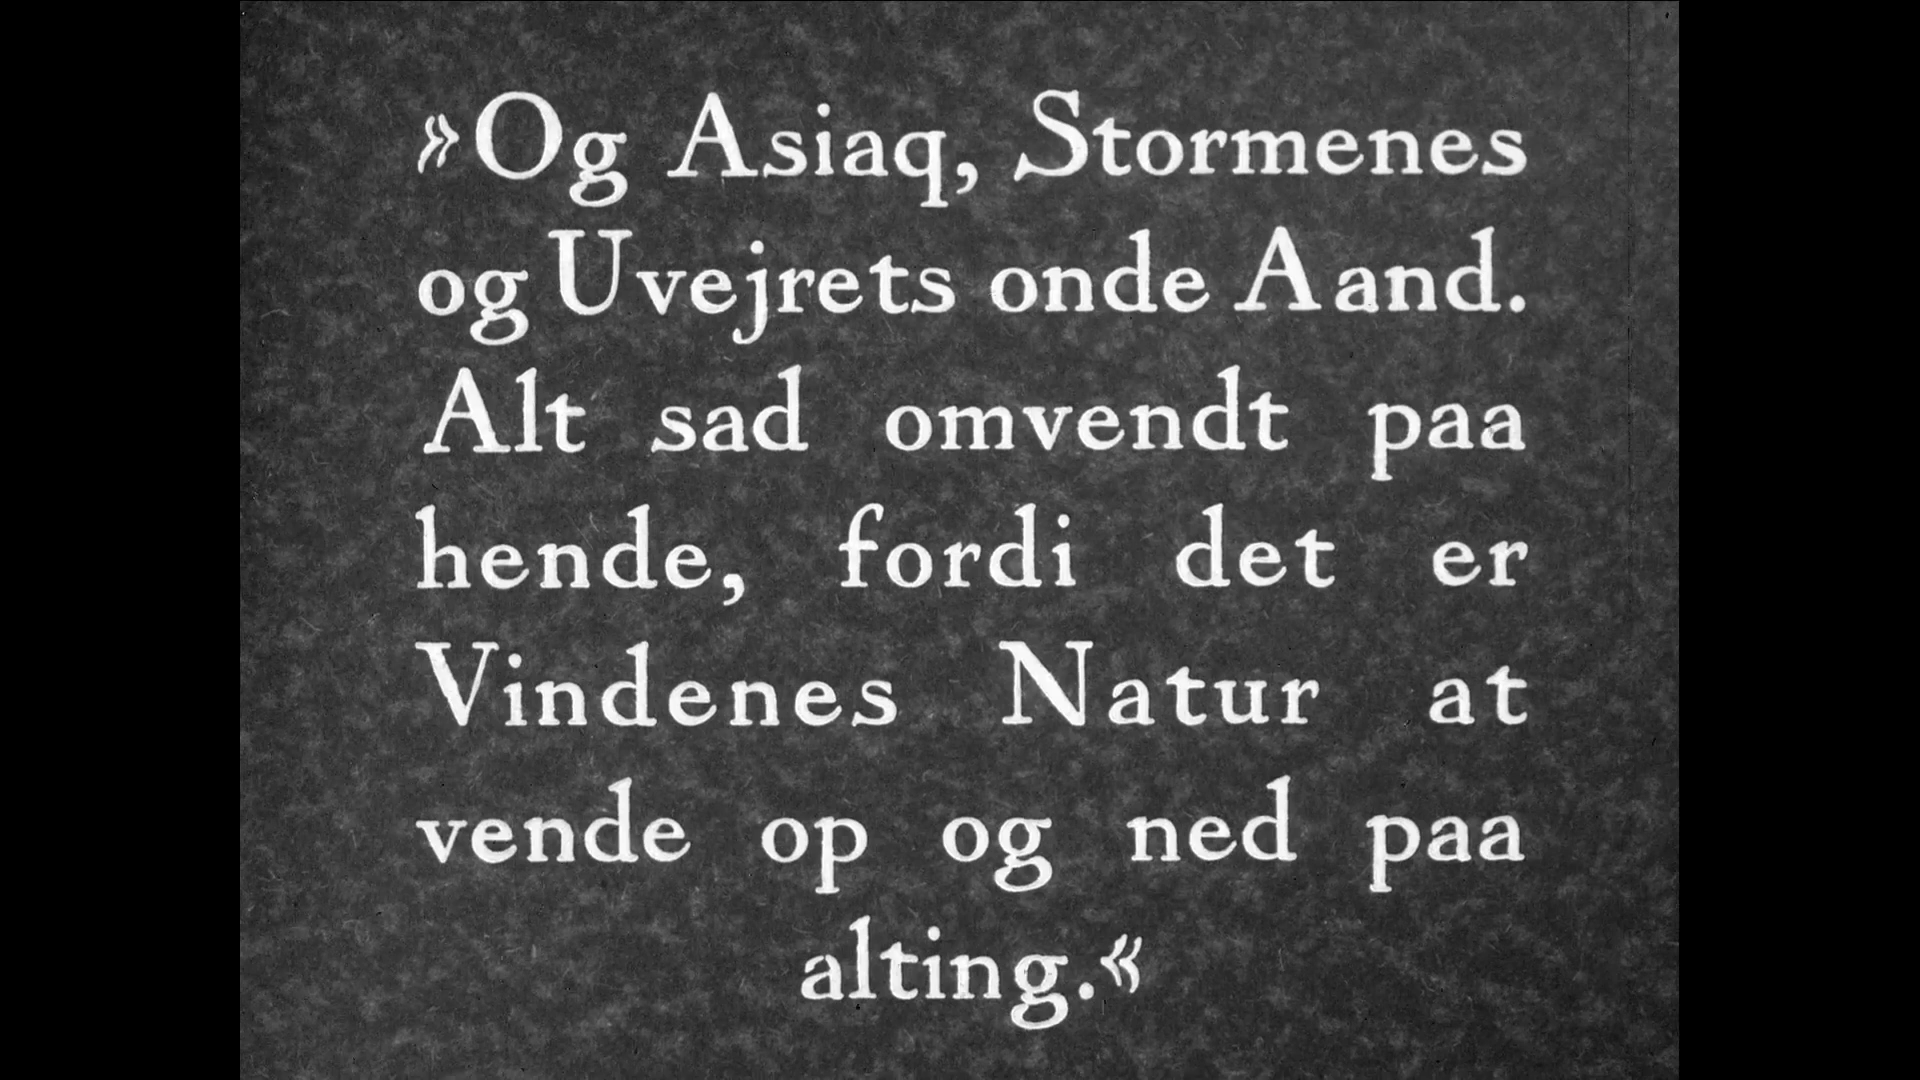 »Og Asiaq, Stormenes
og Uvejrets onde Aand.
Alt sad omvendt paa
hende, fordi det er
Vindenes Natur at
vende op og ned paa
alting.«